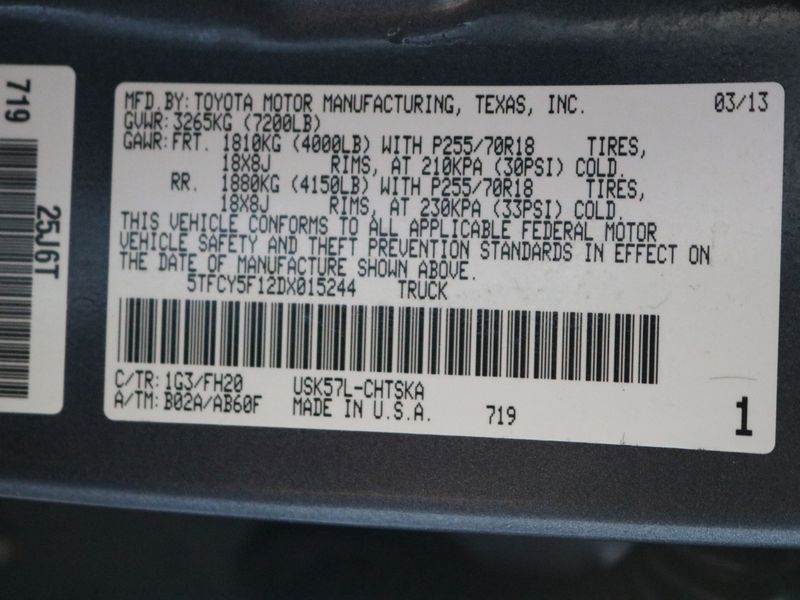 719
25J6T
MFD. BY: TOYOTA MOTOR MANUFACTURING, TEXAS, INC. 03/13
GVWR: 3265KG (7200LB)
GAWR: FRT. 1810KG (4000LB) WITH P255/70R18 TIRES,
18X8J RIMS, AT 210KPA (30PSI) COLD.
RR. 1880KG (4150LB) WITH P255/70R18 TIRES,
18X8J RIMS, AT 230KPA (33PSI) COLD.
THIS VEHICLE CONFORMS TO ALL APPLICABLE FEDERAL MOTOR
VEHICLE SAFETY AND THEFT PREVENTION STANDARDS IN EFFECT ON
THE DATE OF MANUFACTURE SHOWN ABOVE.
5TFCY5F12DX015244 TRUCK
C/TR: 1G3/FH20 USK57L-CHTSKA
A/TM: B02A/AB60F MADE IN U.S.A. 719
1